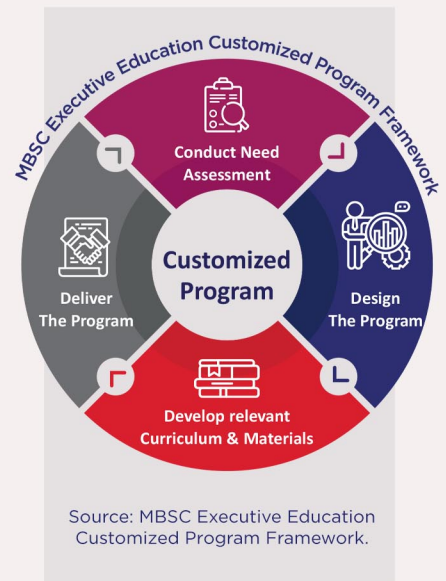 MBSC Executive Education Customized Program Framework
Conduct Need
Assessment
Customized
Program
Deliver
The Program
Design
The Program
Develop relevant
Curriculum & Materials
Source: MBSC Executive Education
Customized Program Framework.